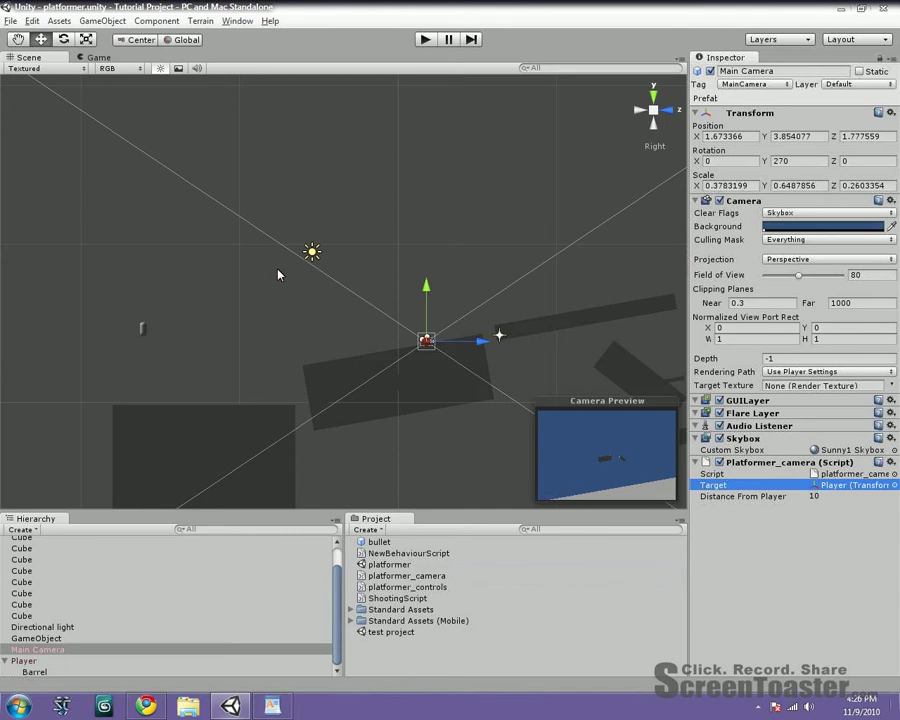 Unity - platformer.unity - Tutorial Project - PC and Mac Standalone
File Edit Assets GameObject Component Terrain Window Help
Center Global Layers Layout
Scene Game
Textured RGB All
y
z
Right
Inspector
Main Camera Static
Tag MainCamera Layer Default
Prefab
Transform
Position
X 1.673366 Y 3.854077 Z 1.777559
Rotation
X 0 Y 270 Z 0
Scale
X 0.3783199 Y 0.6487856 Z 0.2603354
Camera
Clear Flags Skybox
Background
Culling Mask Everything
Projection Perspective
Field of View 80
Clipping Planes
Near 0.3 Far 1000
Normalized View Port Rect
X 0 Y 0
W 1 H 1
Depth -1
Rendering Path Use Player Settings
Target Texture None (Render Texture)
GUILayer
Flare Layer
Audio Listener
Skybox
Custom Skybox Sunny1 Skybox
Platformer_camera (Script)
Script platformer_came
Target Player (Transforr
Distance From Player 10
Camera Preview
Hierarchy
Create All
Cube
Cube
Cube
Cube
Cube
Cube
Cube
Cube
Directional light
GameObject
Main Camera
Player
Barrel
Project
Create All
bullet
NewBehaviourScript
platformer
platformer_camera
platformer_controls
ShootingScript
Standard Assets
Standard Assets (Mobile)
test project
Click. Record. Share
ScreenToaster.com
4:26 PM
11/9/2010